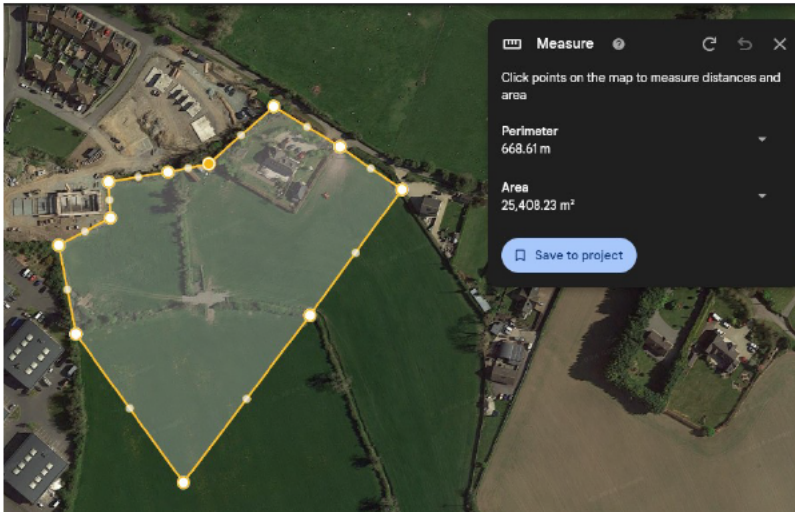 Measure
Click points on the map to measure distances and
area
Perimeter
668.61 m
Area
25,408.23 m²
Save to project